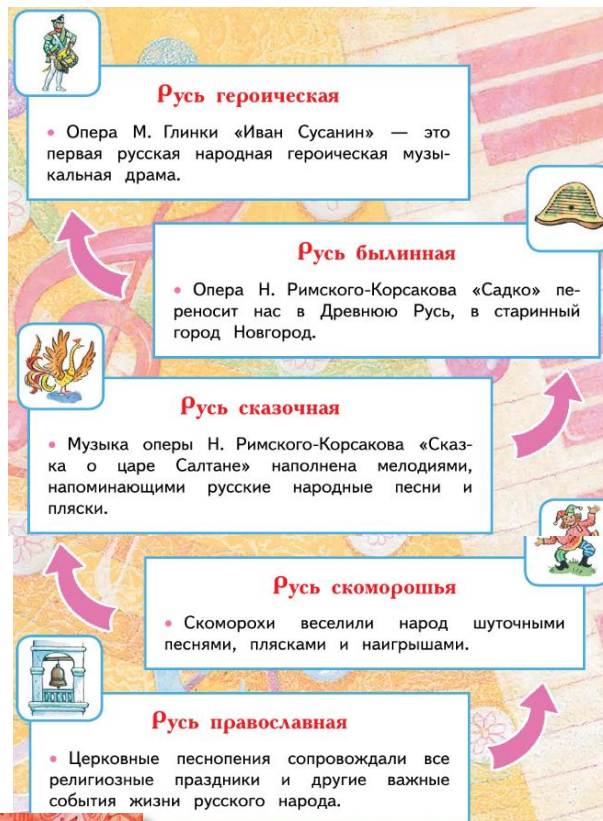 Русь героическая
• Опера М. Глинки «Иван Сусанин» — это
первая русская народная героическая музы-
кальная драма.
Русь былинная
• Опера Н. Римского-Корсакова «Садко» пе-
реносит нас в Древнюю Русь, в старинный
город Новгород.
Русь сказочная
• Музыка оперы Н. Римского-Корсакова «Сказ-
ка о царе Салтане» наполнена мелодиями,
напоминающими русские народные песни и
пляски.
Русь скоморошья
• Скоморохи веселили народ шуточными
песнями, плясками и наигрышами.
Русь православная
• Церковные песнопения сопровождали все
религиозные праздники и другие важные
события жизни русского народа.